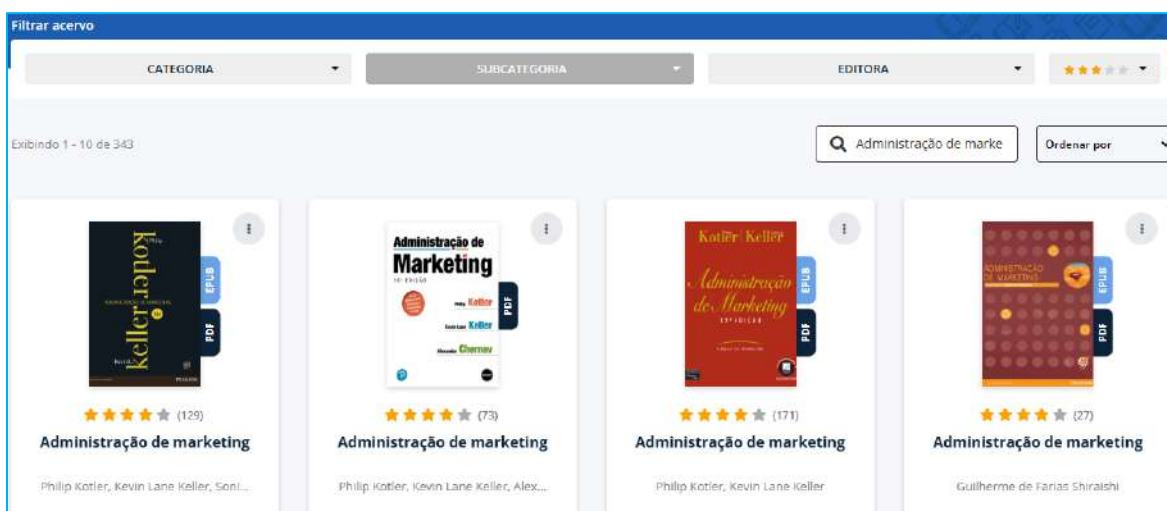 Filtrar acervo
CATEGORIA
SUBCATEGORIA
EDITORA
Exibindo 1 - 10 de 343
Administração de marke
Ordenar por
Keller Kotler
EPUB
PDF
Administração de
Marketing
Kotler
Keller
Chernev
PDF
Kotler Keller
Administração
de Marketing
12ª EDIÇÃO
EPUB
PDF
ADMINISTRAÇÃO
DE MARKETING
EPUB
PDF
(129)
(73)
(171)
(27)
Administração de marketing
Administração de marketing
Administração de marketing
Administração de marketing
Philip Kotler, Kevin Lane Keller, Soni...
Philip Kotler, Kevin Lane Keller, Alex...
Philip Kotler, Kevin Lane Keller
Guilherme de Farias Shiraishi